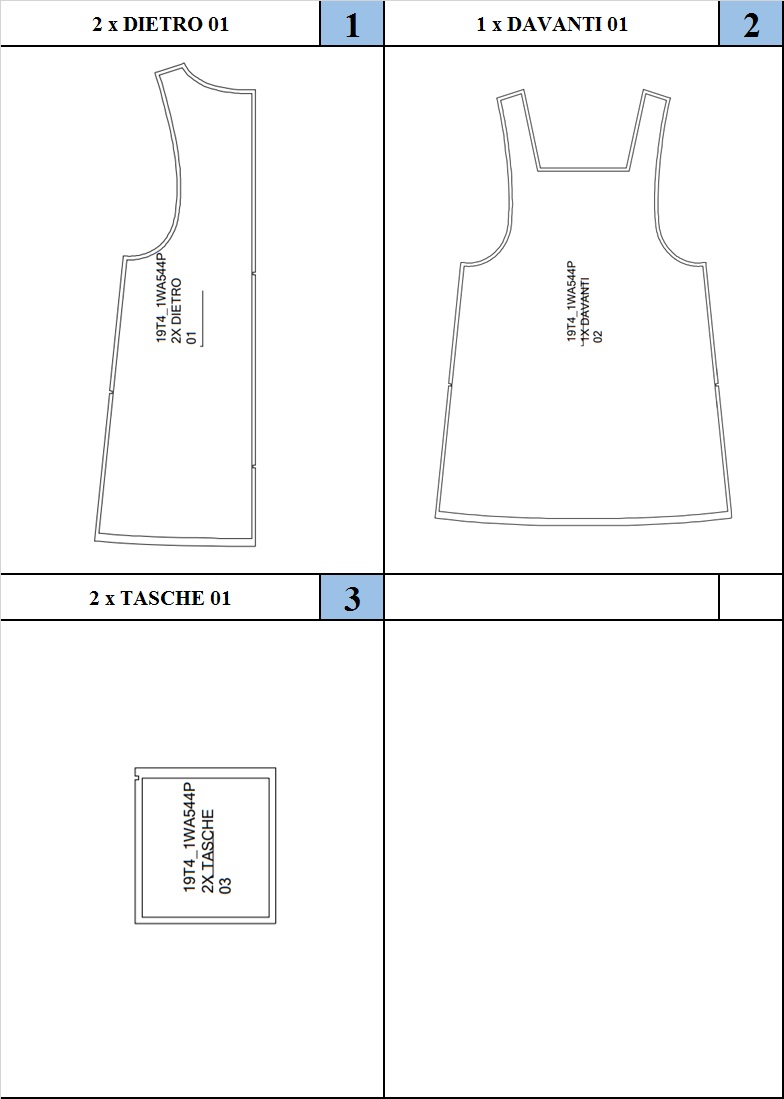 2 x DIETRO 01
1
1 x DAVANTI 01
2
19T4_1WA544P
2X DIETRO
01
19T4_1WA544P
1X DAVANTI
02
2 x TASCHE 01
3
19T4_1WA544P
2X TASCHE
03